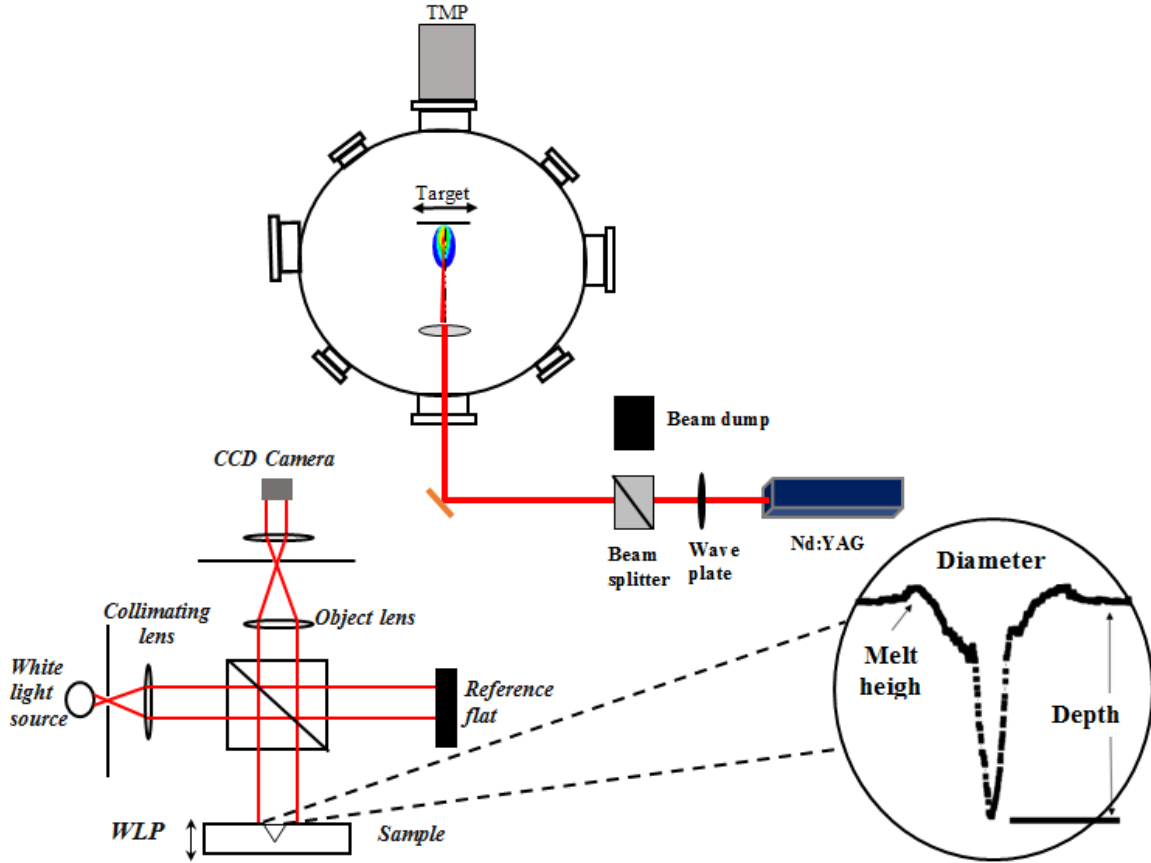 TMP
Target
Beam dump
CCD Camera
Nd:YAG
Beam
splitter
Wave
plate
Diameter
Collimating
lens
Object lens
Melt
heigh
White
light
source
Reference
flat
Depth
WLP
Sample